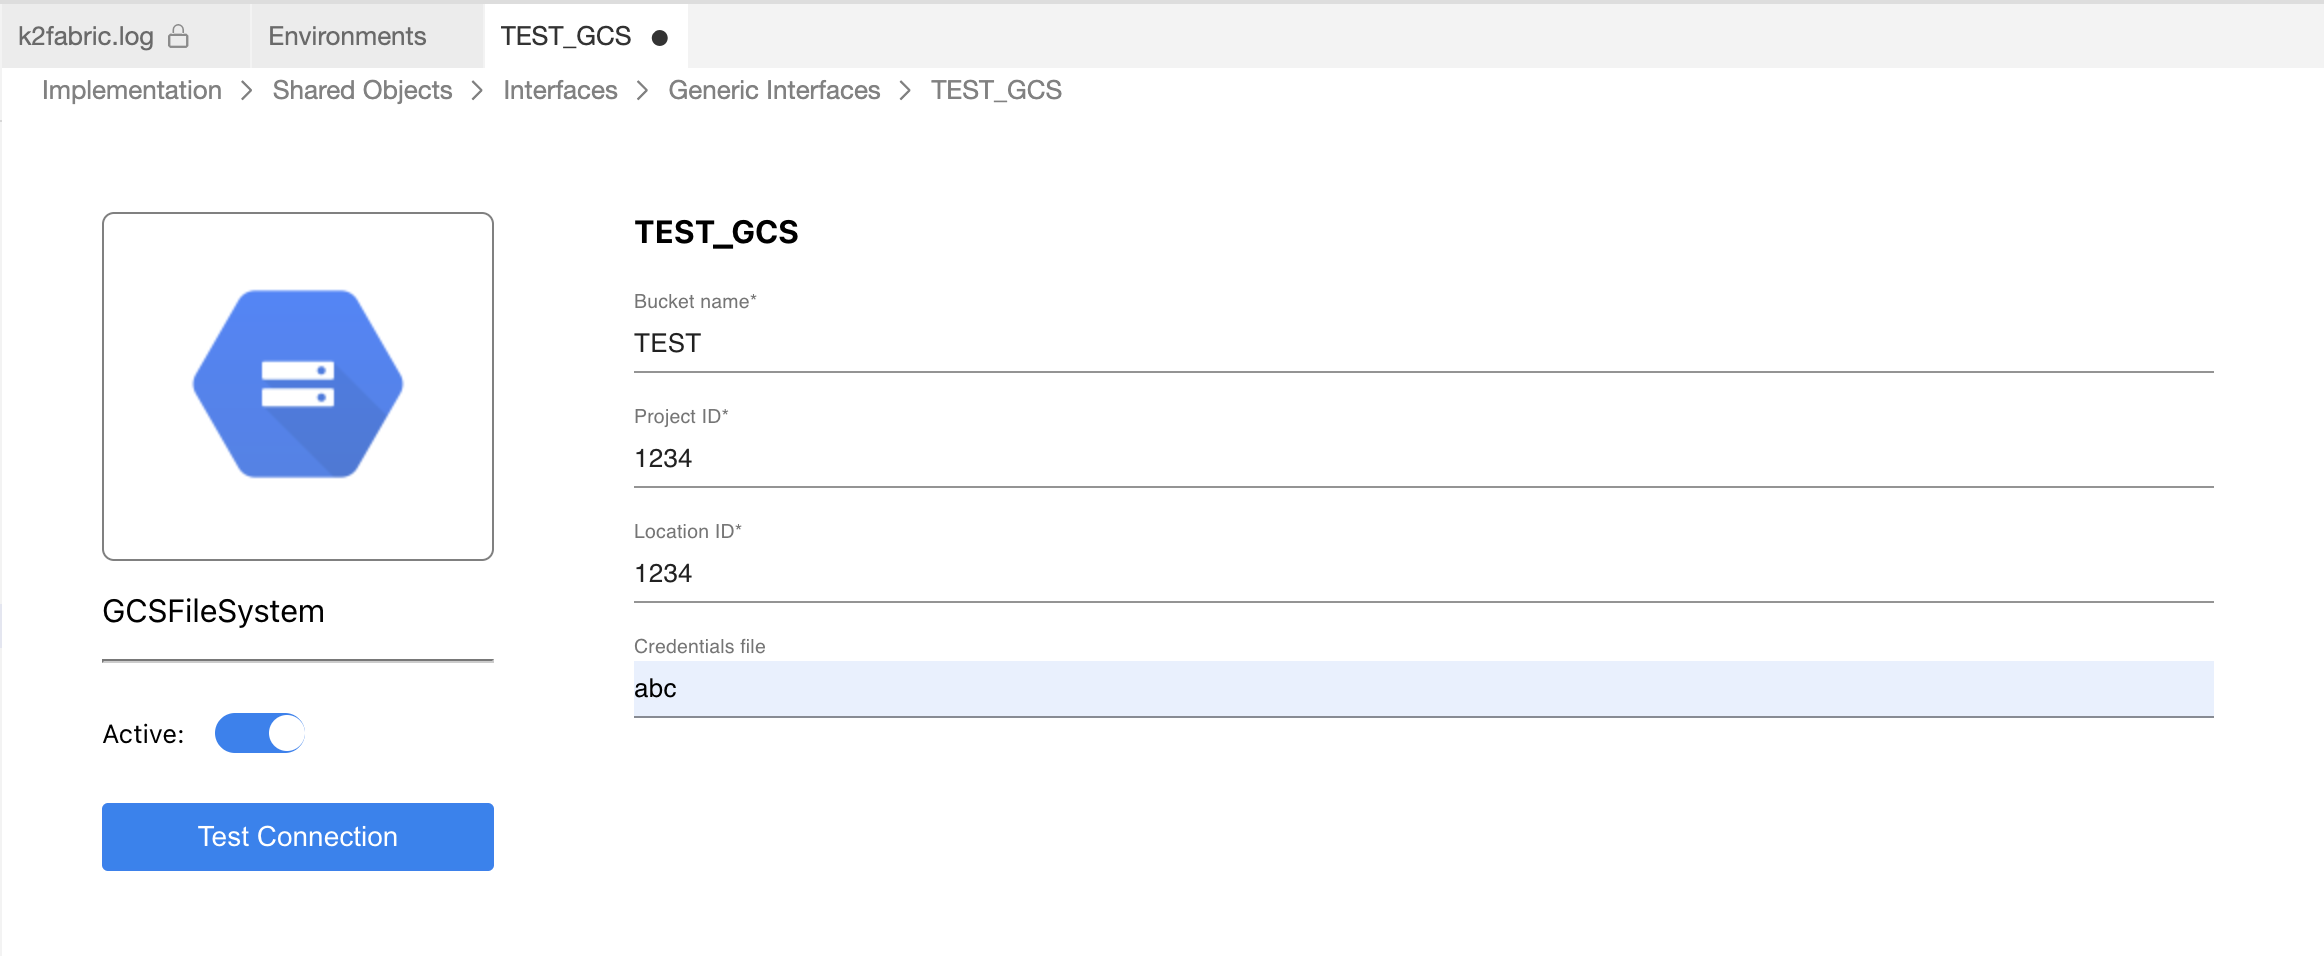 k2fabric.log Environments TEST_GCS
Implementation > Shared Objects > Interfaces > Generic Interfaces > TEST_GCS
TEST_GCS
Bucket name*
TEST
Project ID*
1234
Location ID*
1234
Credentials file
abc
GCSFileSystem
Active:
Test Connection